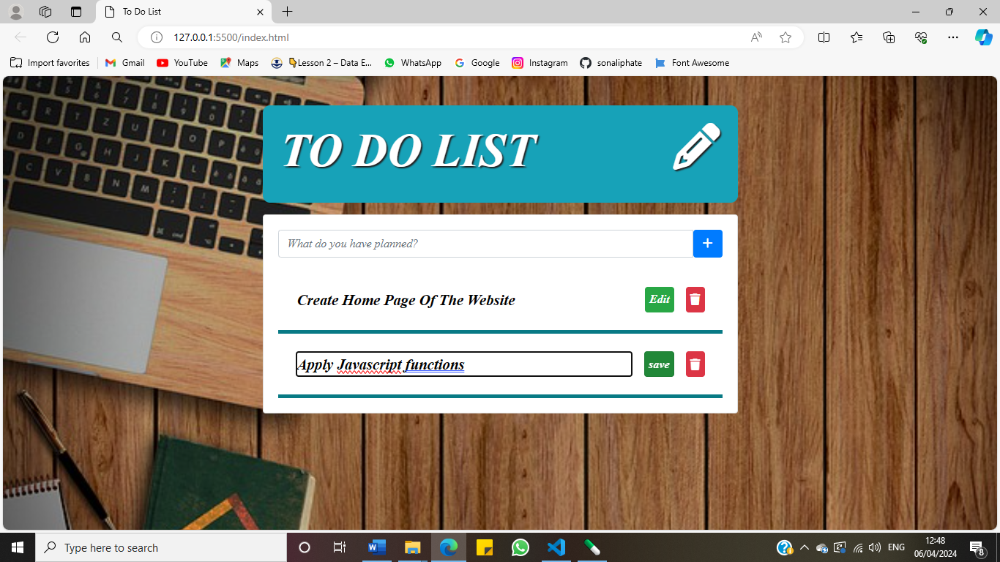 To Do List
127.0.0.1:5500/index.html
Import favorites
Gmail
YouTube
Maps
Lesson 2 – Data E...
WhatsApp
Google
Instagram
sonaliphate
Font Awesome
TO DO LIST
What do you have planned?
+
Create Home Page Of The Website
Edit
Apply Javascript functions
save
Type here to search
ENG
12:48
06/04/2024
8